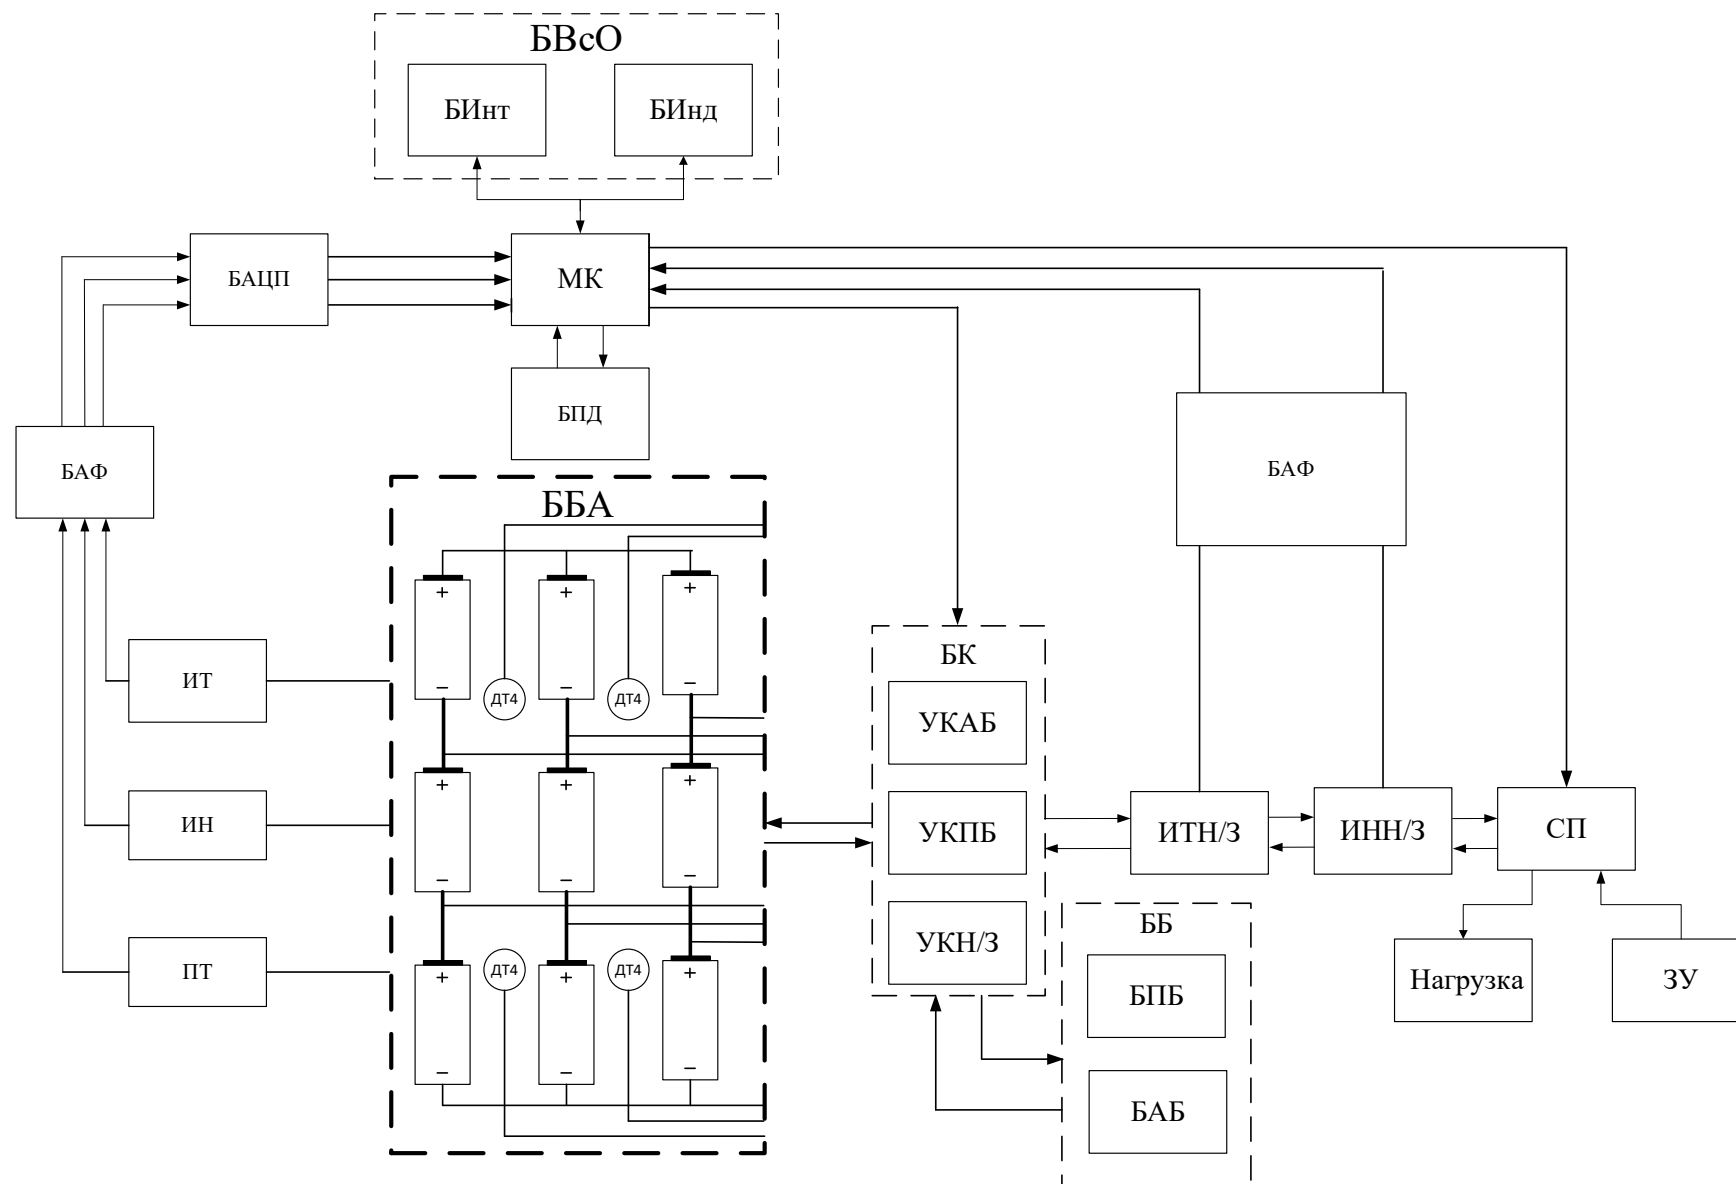 БВсО
БИнт
БИнд
БАЦП
МК
БПД
БАФ
БАФ
ББА
+
+
+
−
−
−
ДТ4
ДТ4
ИТ
БК
УКАБ
+
+
+
ИН
УКПБ
ИТН/З
ИНН/З
СП
−
−
−
ББ
УКН/З
ДТ4
ДТ4
+
+
+
ПТ
БПБ
Нагрузка
ЗУ
−
−
−
БАБ